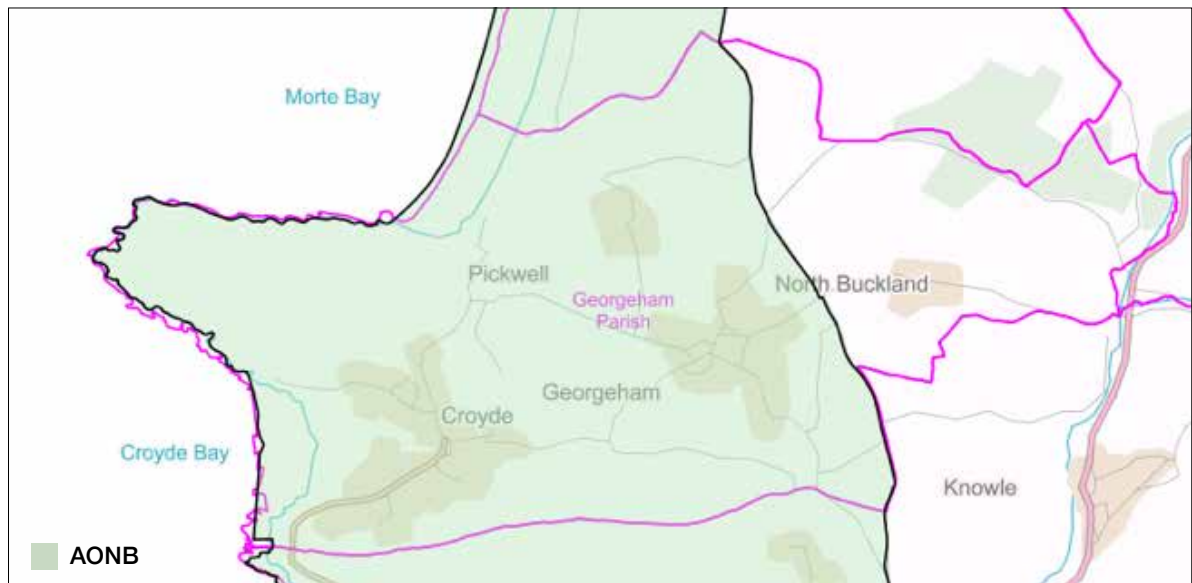 Morte Bay
Pickwell
North Buckland
Georgeham
Parish
Georgeham
Croyde
Croyde Bay
Knowle
AONB